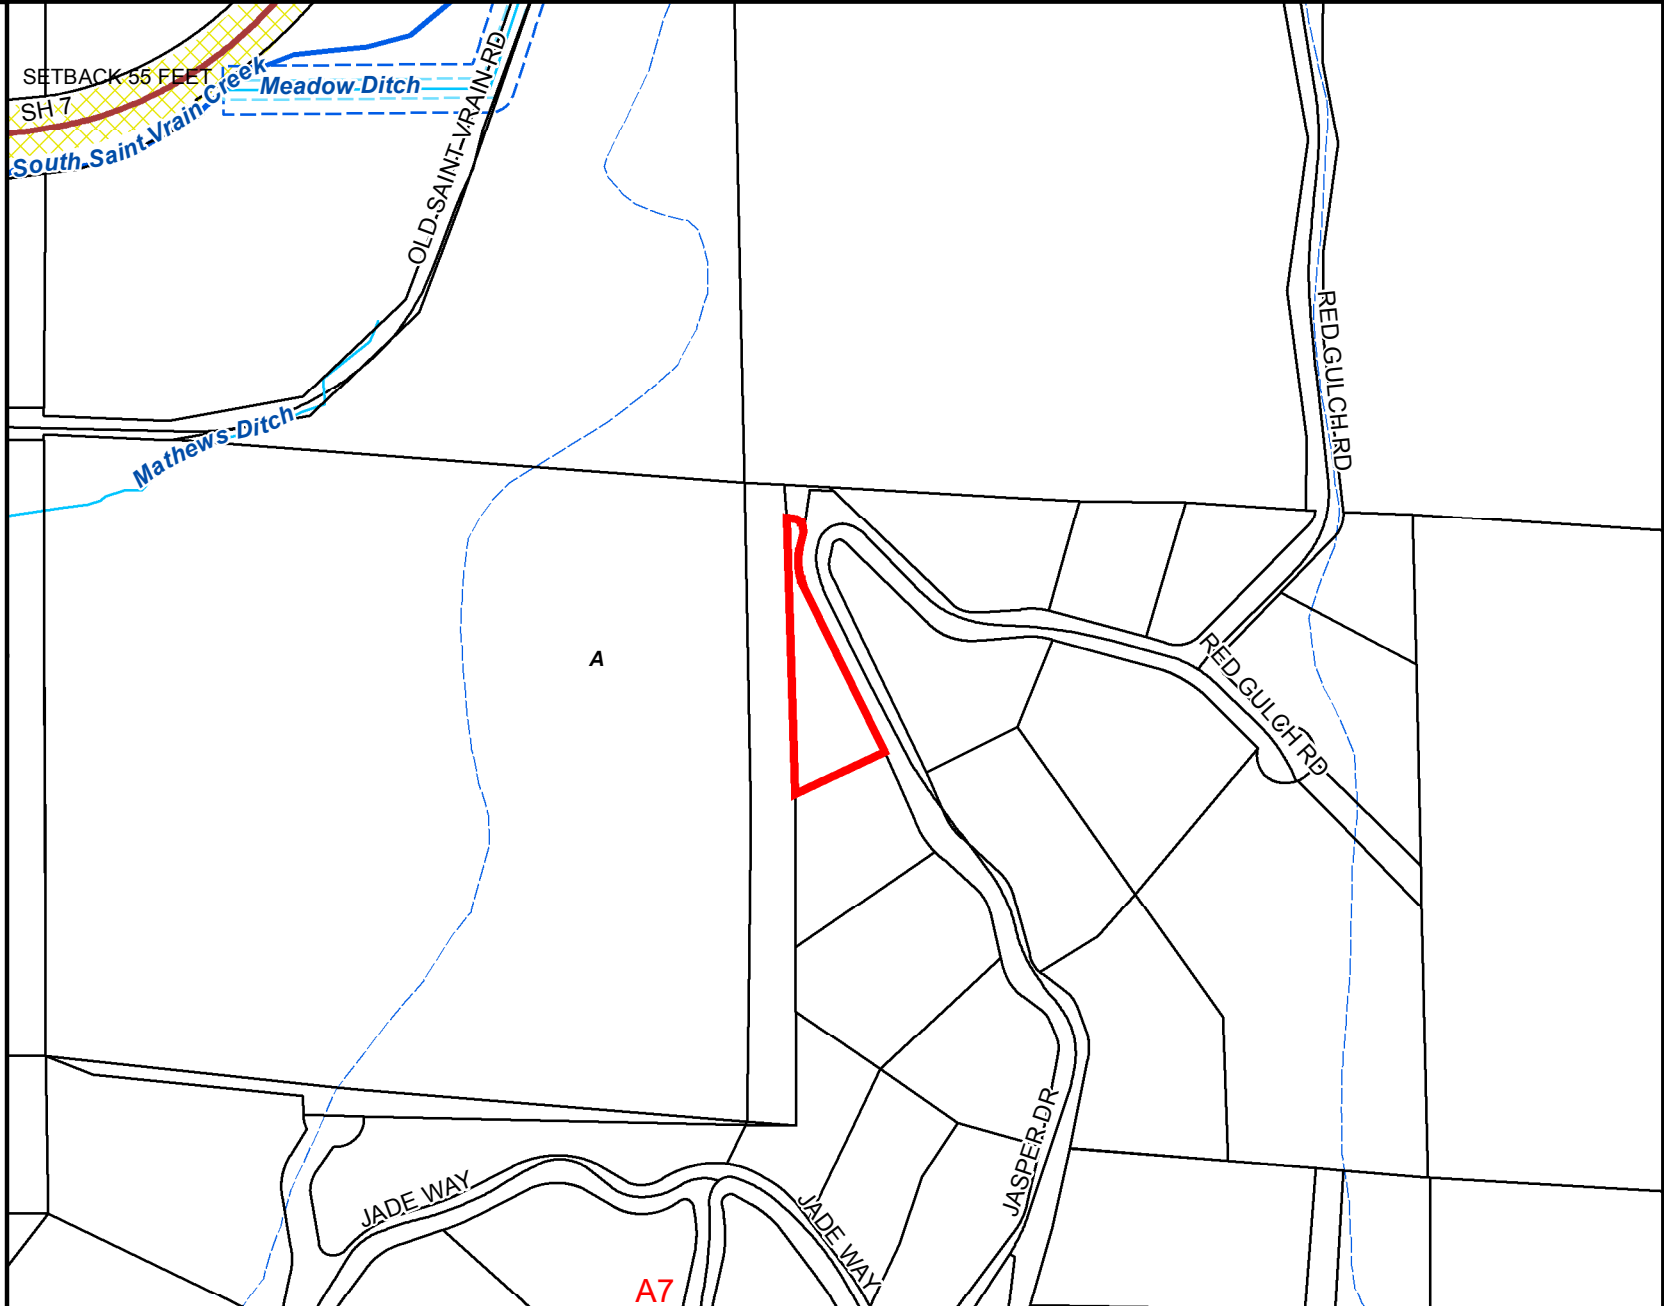 SETBACK 55 FEET
SH 7
South Saint Vrain Creek
Meadow Ditch
OLD SAINT VRAIN RD
Mathews Ditch
RED GULCH RD
A
RED GULCH RD
JASPER DR
JADE WAY
JADE WAY
A7